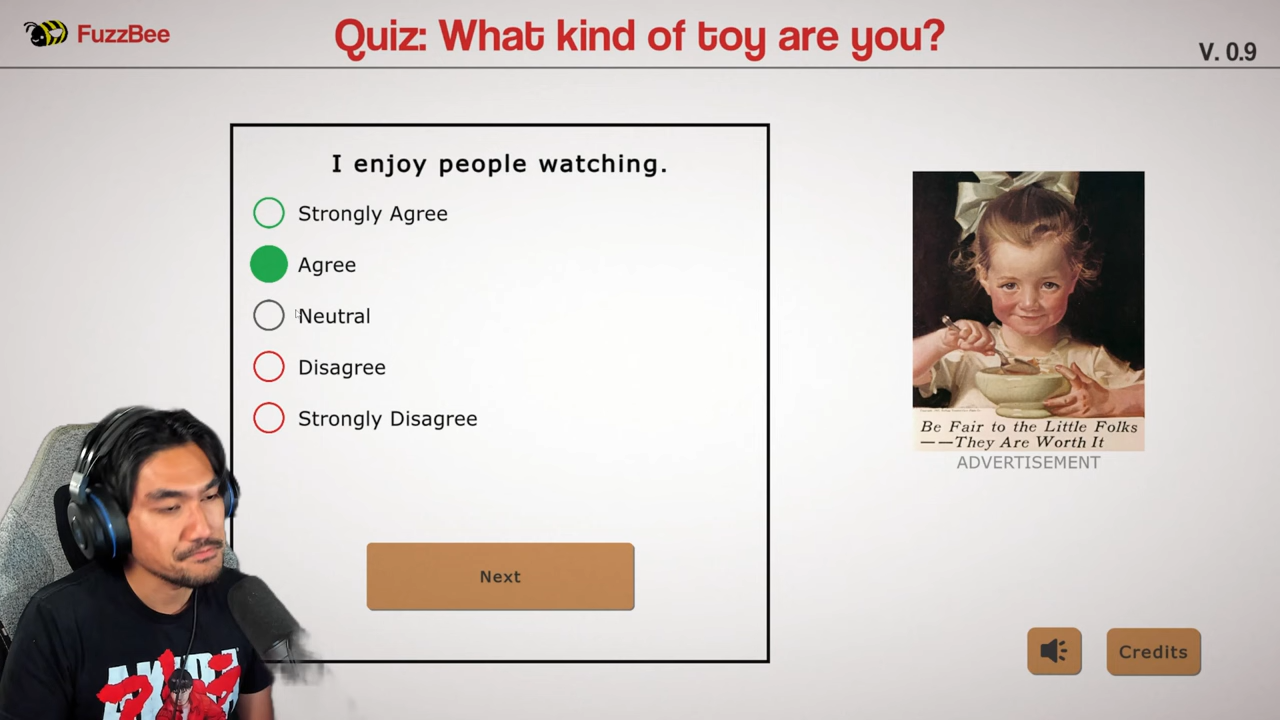 FuzzBee
Quiz: What kind of toy are you?
V. 0.9
I enjoy people watching.
Strongly Agree
Agree
Neutral
Disagree
Strongly Disagree
Next
Be Fair to the Little Folks
——They Are Worth It
ADVERTISEMENT
Credits